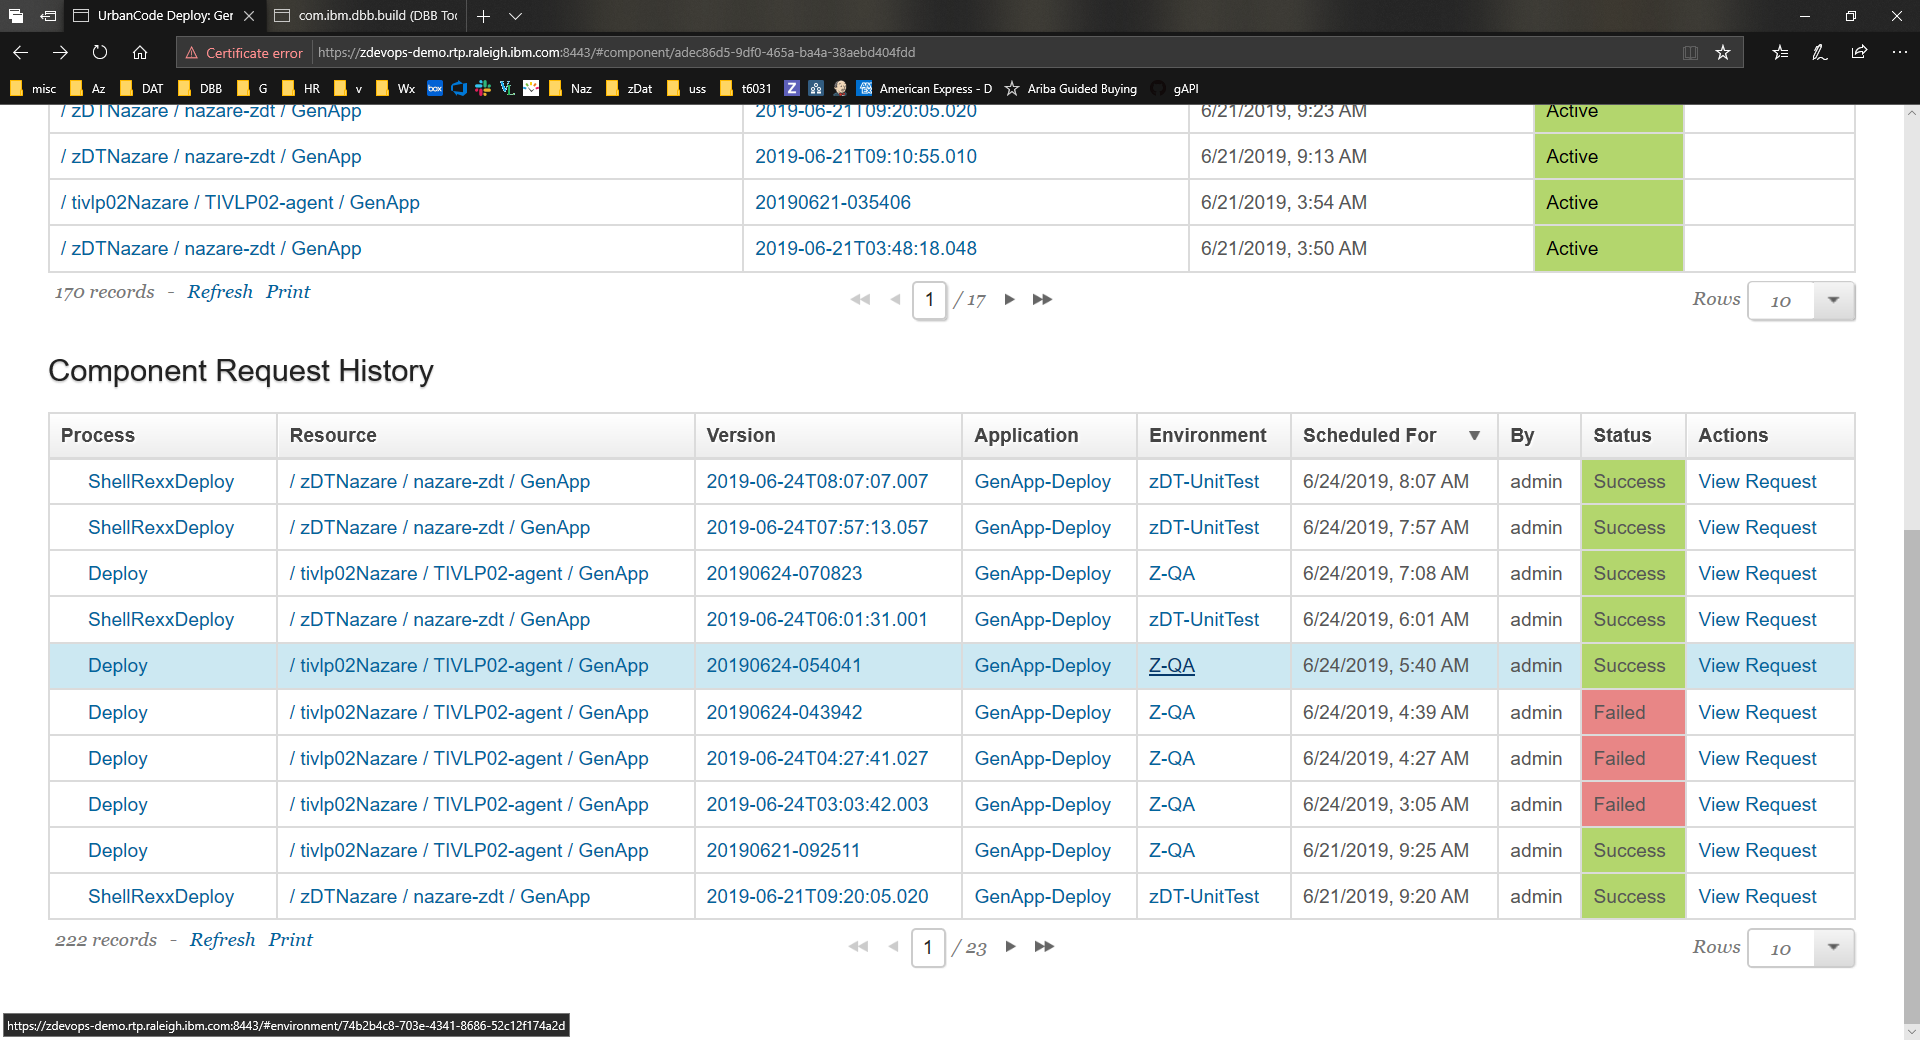 UrbanCode Deploy: Ger
com.ibm.dbb.build (DBB Toc
Certificate error
https://zdevops-demo.rtp.raleigh.ibm.com:8443/#component/adec86d5-9df0-465a-ba4a-38aebd404fdd
misc Az DAT DBB G HR v Wx box Naz zDat uss t6031 Z American Express - D Ariba Guided Buying gAPI
/ zDTNazare / nazare-zdt / GenApp 2019-06-21T09:20:05.020 6/21/2019, 9:23 AM Active
/ zDTNazare / nazare-zdt / GenApp 2019-06-21T09:10:55.010 6/21/2019, 9:13 AM Active
/ tivlp02Nazare / TIVLP02-agent / GenApp 20190621-035406 6/21/2019, 3:54 AM Active
/ zDTNazare / nazare-zdt / GenApp 2019-06-21T03:48:18.048 6/21/2019, 3:50 AM Active
170 records - Refresh Print 1 / 17 Rows 10
Component Request History
Process Resource Version Application Environment Scheduled For By Status Actions
ShellRexxDeploy / zDTNazare / nazare-zdt / GenApp 2019-06-24T08:07:07.007 GenApp-Deploy zDT-UnitTest 6/24/2019, 8:07 AM admin Success View Request
ShellRexxDeploy / zDTNazare / nazare-zdt / GenApp 2019-06-24T07:57:13.057 GenApp-Deploy zDT-UnitTest 6/24/2019, 7:57 AM admin Success View Request
Deploy / tivlp02Nazare / TIVLP02-agent / GenApp 20190624-070823 GenApp-Deploy Z-QA 6/24/2019, 7:08 AM admin Success View Request
ShellRexxDeploy / zDTNazare / nazare-zdt / GenApp 2019-06-24T06:01:31.001 GenApp-Deploy zDT-UnitTest 6/24/2019, 6:01 AM admin Success View Request
Deploy / tivlp02Nazare / TIVLP02-agent / GenApp 20190624-054041 GenApp-Deploy Z-QA 6/24/2019, 5:40 AM admin Success View Request
Deploy / tivlp02Nazare / TIVLP02-agent / GenApp 20190624-043942 GenApp-Deploy Z-QA 6/24/2019, 4:39 AM admin Failed View Request
Deploy / tivlp02Nazare / TIVLP02-agent / GenApp 2019-06-24T04:27:41.027 GenApp-Deploy Z-QA 6/24/2019, 4:27 AM admin Failed View Request
Deploy / tivlp02Nazare / TIVLP02-agent / GenApp 2019-06-24T03:03:42.003 GenApp-Deploy Z-QA 6/24/2019, 3:05 AM admin Failed View Request
Deploy / tivlp02Nazare / TIVLP02-agent / GenApp 20190621-092511 GenApp-Deploy Z-QA 6/21/2019, 9:25 AM admin Success View Request
ShellRexxDeploy / zDTNazare / nazare-zdt / GenApp 2019-06-21T09:20:05.020 GenApp-Deploy zDT-UnitTest 6/21/2019, 9:20 AM admin Success View Request
222 records - Refresh Print 1 / 23 Rows 10
https://zdevops-demo.rtp.raleigh.ibm.com:8443/#environment/74b2b4c8-703e-4341-8686-52c12f174a2d